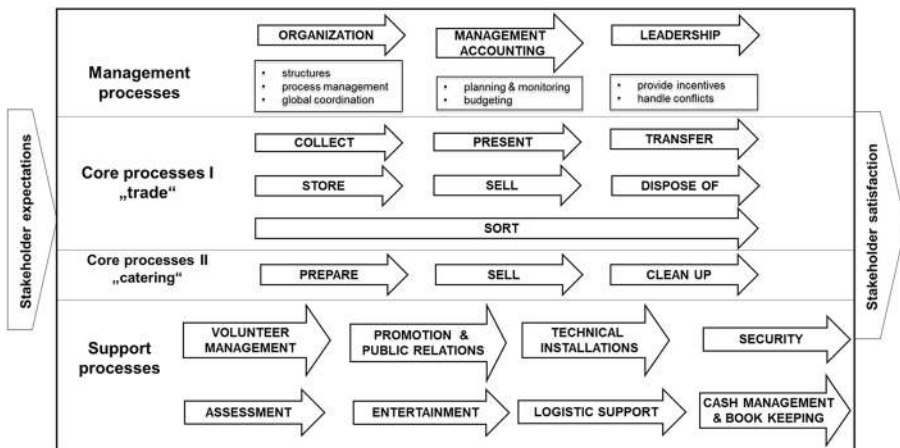 ORGANIZATION
MANAGEMENT
ACCOUNTING
LEADERSHIP
Management
processes
• structures
• process management
• global coordination
• planning & monitoring
• budgeting
• provide incentives
• handle conflicts
Stakeholder expectations
Stakeholder satisfaction
Core processes I
„trade“
COLLECT
PRESENT
TRANSFER
STORE
SELL
DISPOSE OF
SORT
Core processes II
„catering“
PREPARE
SELL
CLEAN UP
Support
processes
VOLUNTEER
MANAGEMENT
PROMOTION &
PUBLIC RELATIONS
TECHNICAL
INSTALLATIONS
SECURITY
ASSESSMENT
ENTERTAINMENT
LOGISTIC SUPPORT
CASH MANAGEMENT
& BOOK KEEPING